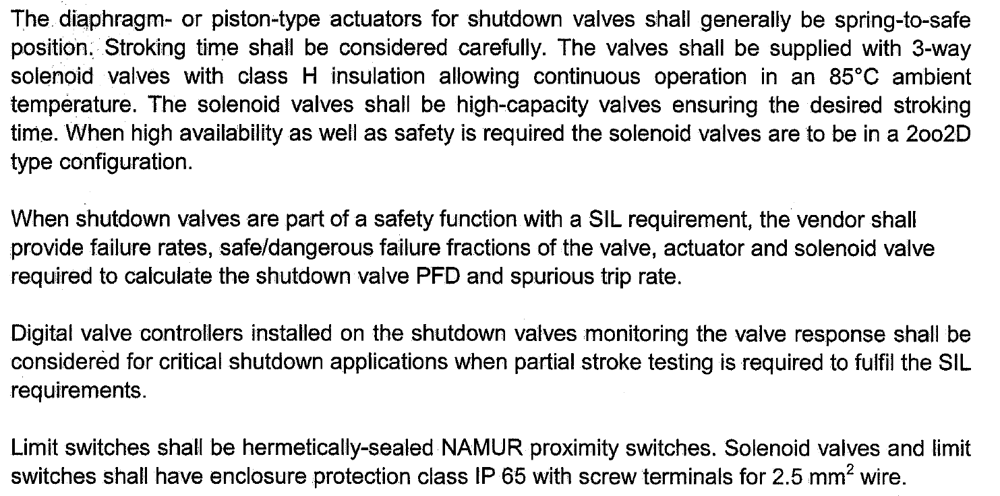 The diaphragm- or piston-type actuators for shutdown valves shall generally be spring-to-safe
position. Stroking time shall be considered carefully. The valves shall be supplied with 3-way
solenoid valves with class H insulation allowing continuous operation in an 85°C ambient
temperature. The solenoid valves shall be high-capacity valves ensuring the desired stroking
time. When high availability as well as safety is required the solenoid valves are to be in a 2oo2D
type configuration.
When shutdown valves are part of a safety function with a SIL requirement, the vendor shall
provide failure rates, safe/dangerous failure fractions of the valve, actuator and solenoid valve
required to calculate the shutdown valve PFD and spurious trip rate.
Digital valve controllers installed on the shutdown valves monitoring the valve response shall be
considered for critical shutdown applications when partial stroke testing is required to fulfil the SIL
requirements.
Limit switches shall be hermetically-sealed NAMUR proximity switches. Solenoid valves and limit
switches shall have enclosure protection class IP 65 with screw terminals for 2.5 mm² wire.